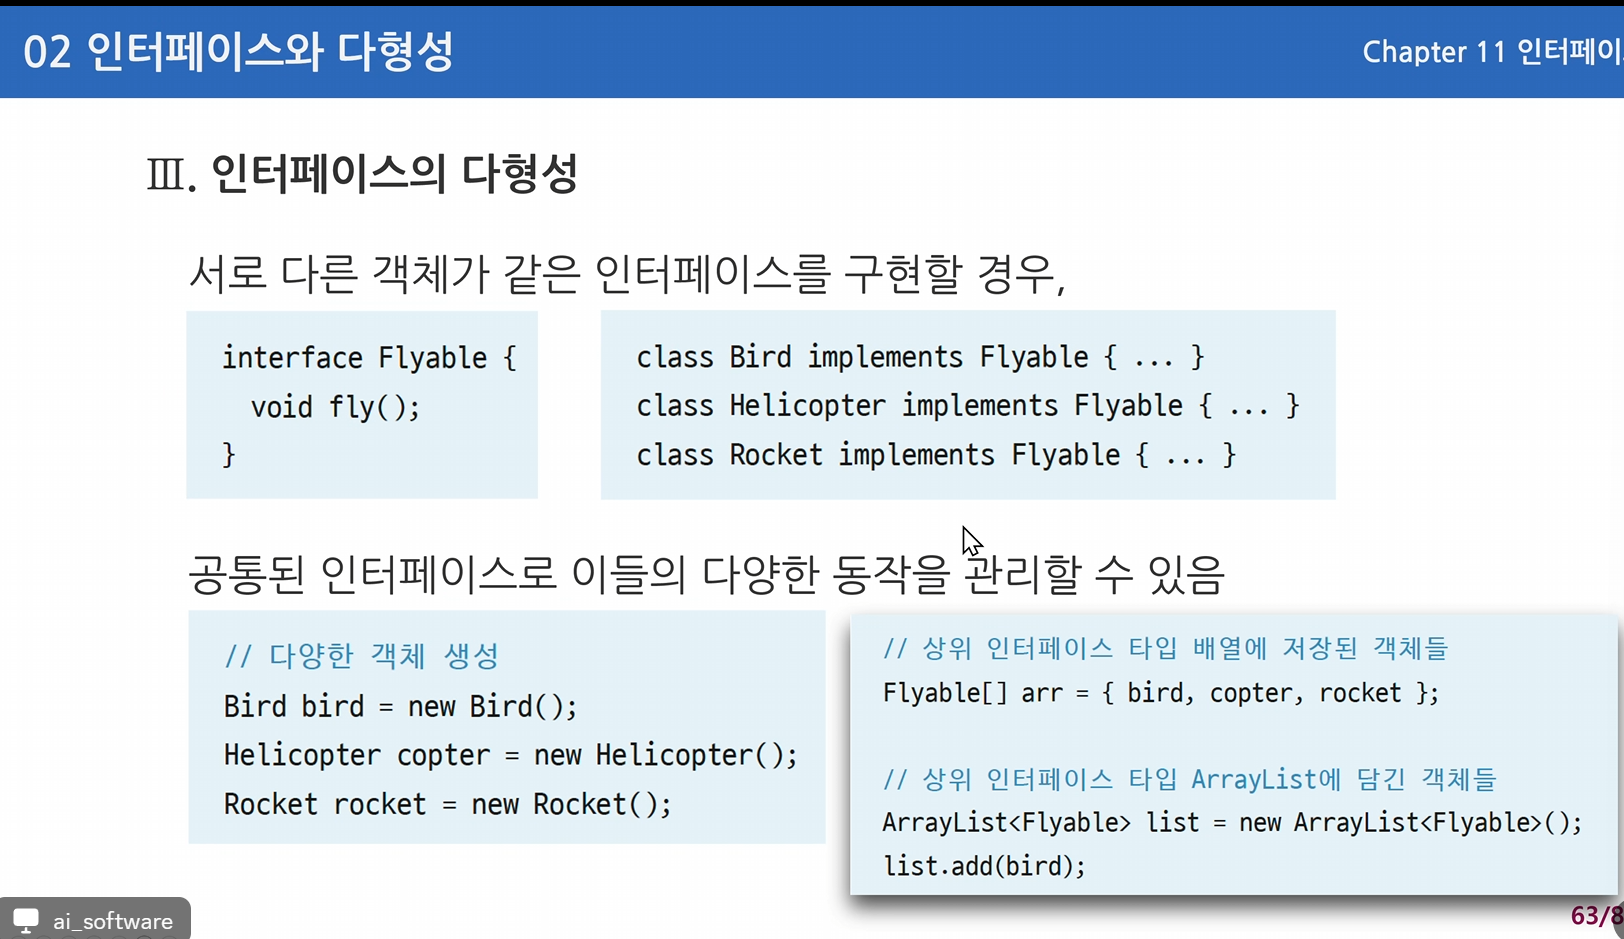 02 인터페이스와 다형성
Chapter 11 인터페이
Ⅲ. 인터페이스의 다형성
서로 다른 객체가 같은 인터페이스를 구현할 경우,
interface Flyable {
void fly();
}
class Bird implements Flyable { ... }
class Helicopter implements Flyable { ... }
class Rocket implements Flyable { ... }
공통된 인터페이스로 이들의 다양한 동작을 관리할 수 있음
// 다양한 객체 생성
Bird bird = new Bird();
Helicopter copter = new Helicopter();
Rocket rocket = new Rocket();
// 상위 인터페이스 타입 배열에 저장된 객체들
Flyable[] arr = { bird, copter, rocket };
// 상위 인터페이스 타입 ArrayList에 담긴 객체들
ArrayList<Flyable> list = new ArrayList<Flyable>();
list.add(bird);
ai_software
63/8